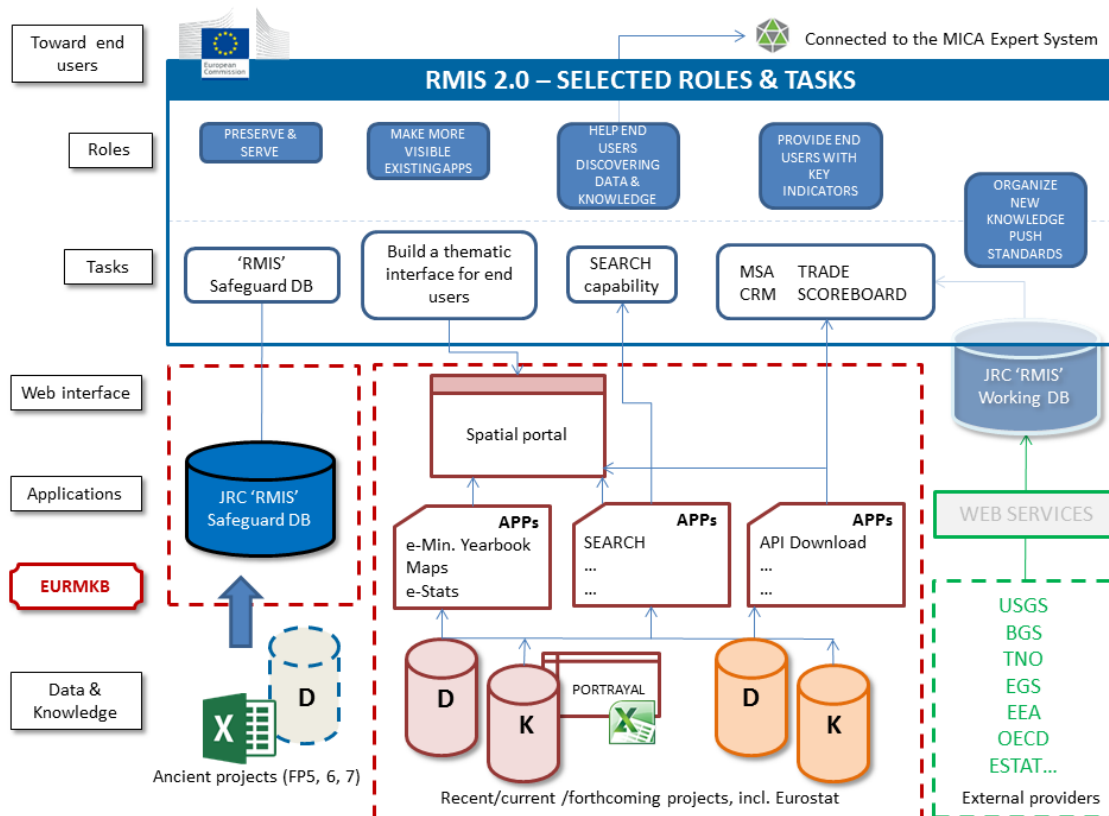 Toward end
users
European
Commission
Connected to the MICA Expert System
RMIS 2.0 – SELECTED ROLES & TASKS
Roles
PRESERVE &
SERVE
MAKE MORE
VISIBLE
EXISTING APPS
HELP END
USERS
DISCOVERING
DATA &
KNOWLEDGE
PROVIDE END
USERS WITH
KEY
INDICATORS
ORGANIZE
NEW
KNOWLEDGE
PUSH
STANDARDS
Tasks
'RMIS'
Safeguard DB
Build a thematic
interface for end
users
SEARCH
capability
MSA TRADE
CRM SCOREBOARD
Web interface
Spatial portal
JRC 'RMIS'
Working DB
Applications
JRC 'RMIS'
Safeguard DB
APPs
e-Min. Yearbook
Maps
e-Stats
APPs
SEARCH
...
...
APPs
API Download
...
...
WEB SERVICES
EURMKB
USGS
BGS
TNO
EGS
EEA
OECD
ESTAT...
Data &
Knowledge
X
D
D
K
PORTRAYAL
X
D
K
Ancient projects (FP5, 6, 7)
Recent/current /forthcoming projects, incl. Eurostat
External providers